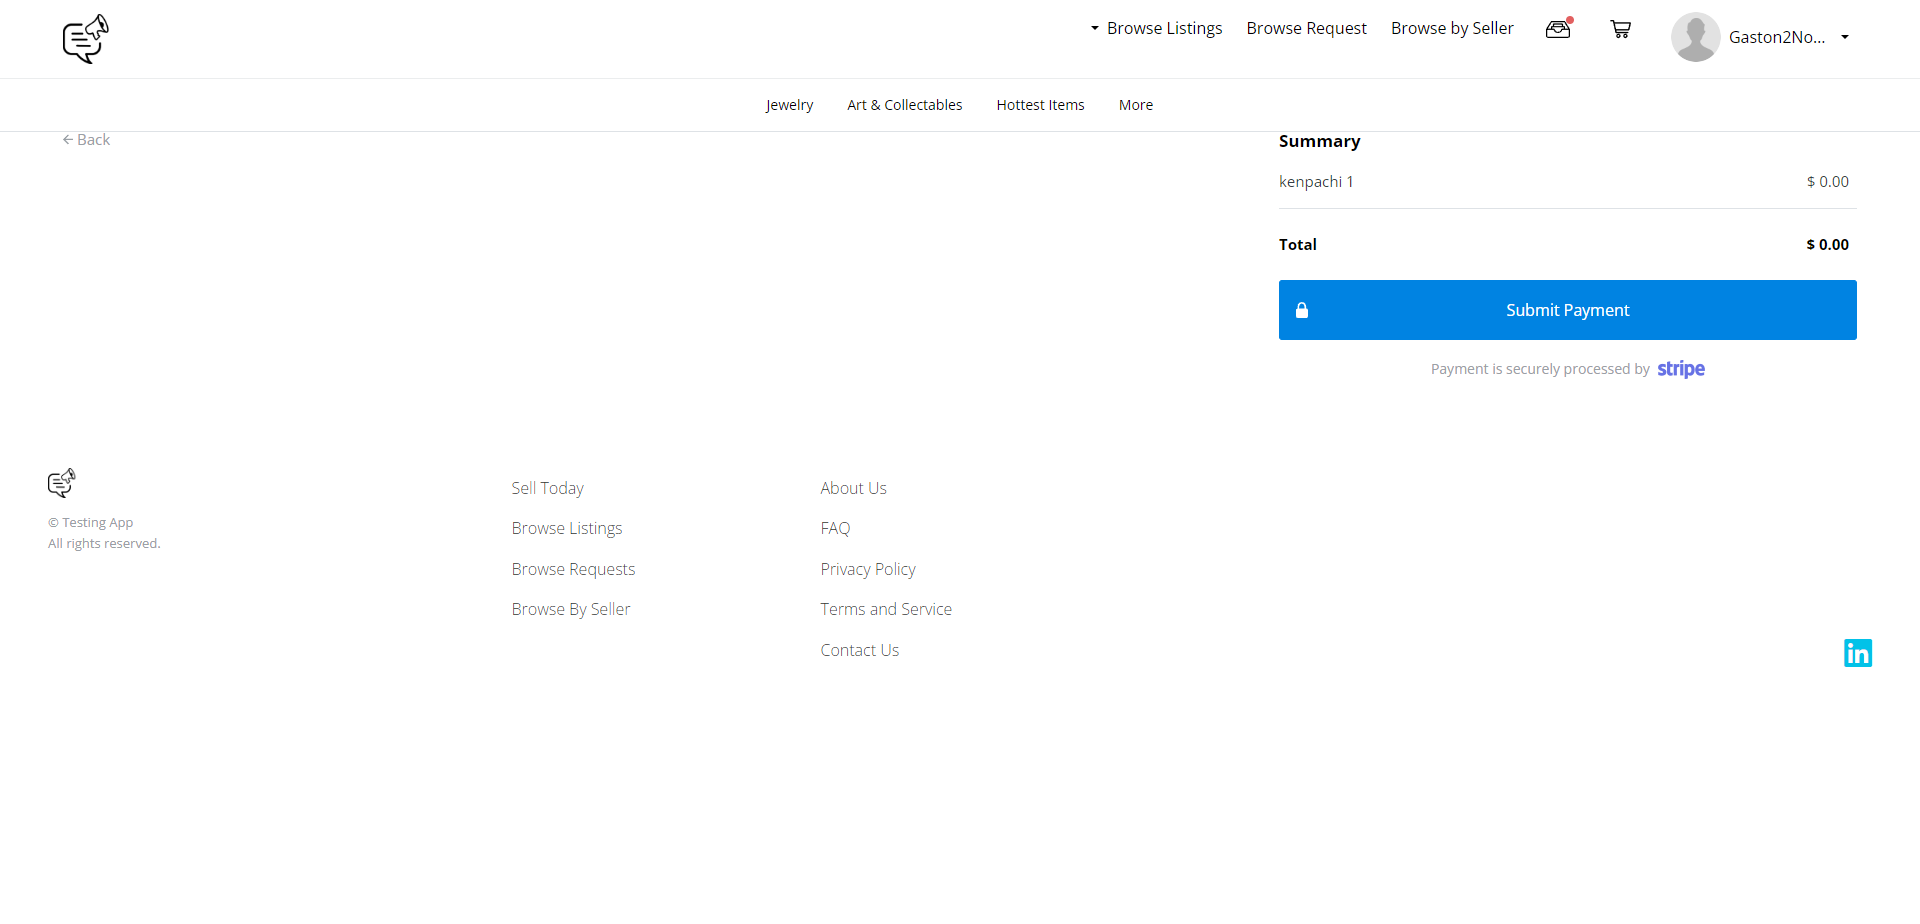 Browse Listings Browse Request Browse by Seller Gaston2No...
Jewelry Art & Collectables Hottest Items More
← Back
Summary
kenpachi 1 $ 0.00
Total $ 0.00
Submit Payment
Payment is securely processed by stripe
© Testing App
All rights reserved.
Sell Today
Browse Listings
Browse Requests
Browse By Seller
About Us
FAQ
Privacy Policy
Terms and Service
Contact Us
in